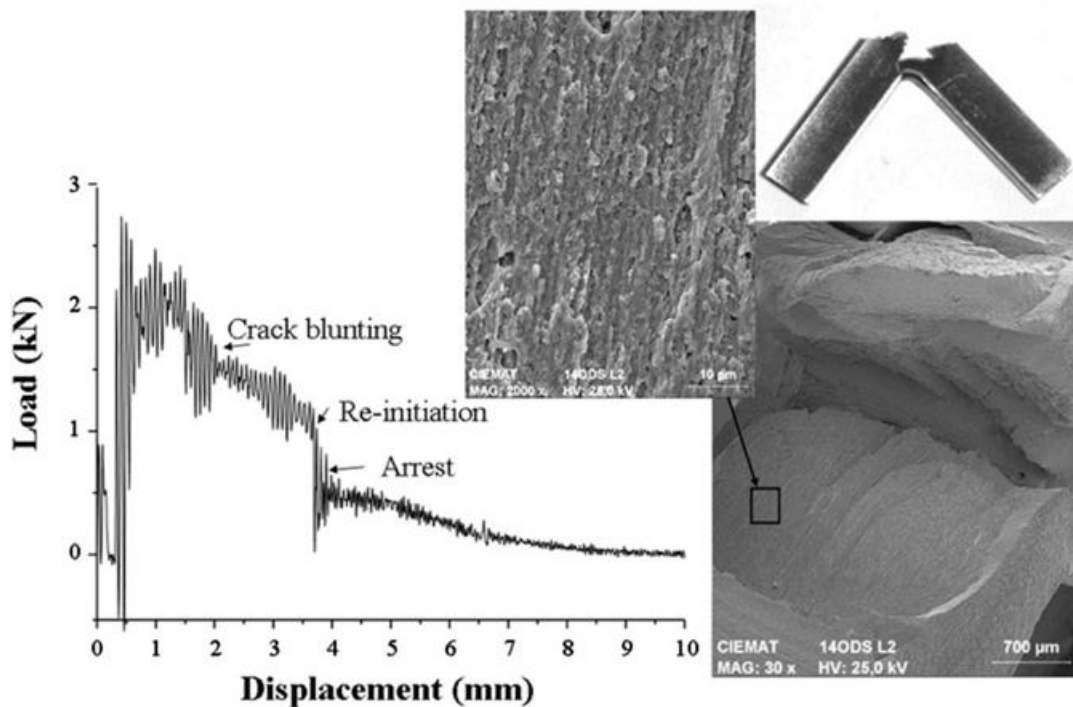 3
2
1
0
Load (kN)
0 1 2 3 4 5 6 7 8 9 10
Displacement (mm)
Crack blunting
Re-initiation
Arrest
CIEMAT 14ODS L2 10 µm
MAG: 2000 x HV: 25,0 kV
CIEMAT 14ODS L2 700 µm
MAG: 30 x HV: 25,0 kV